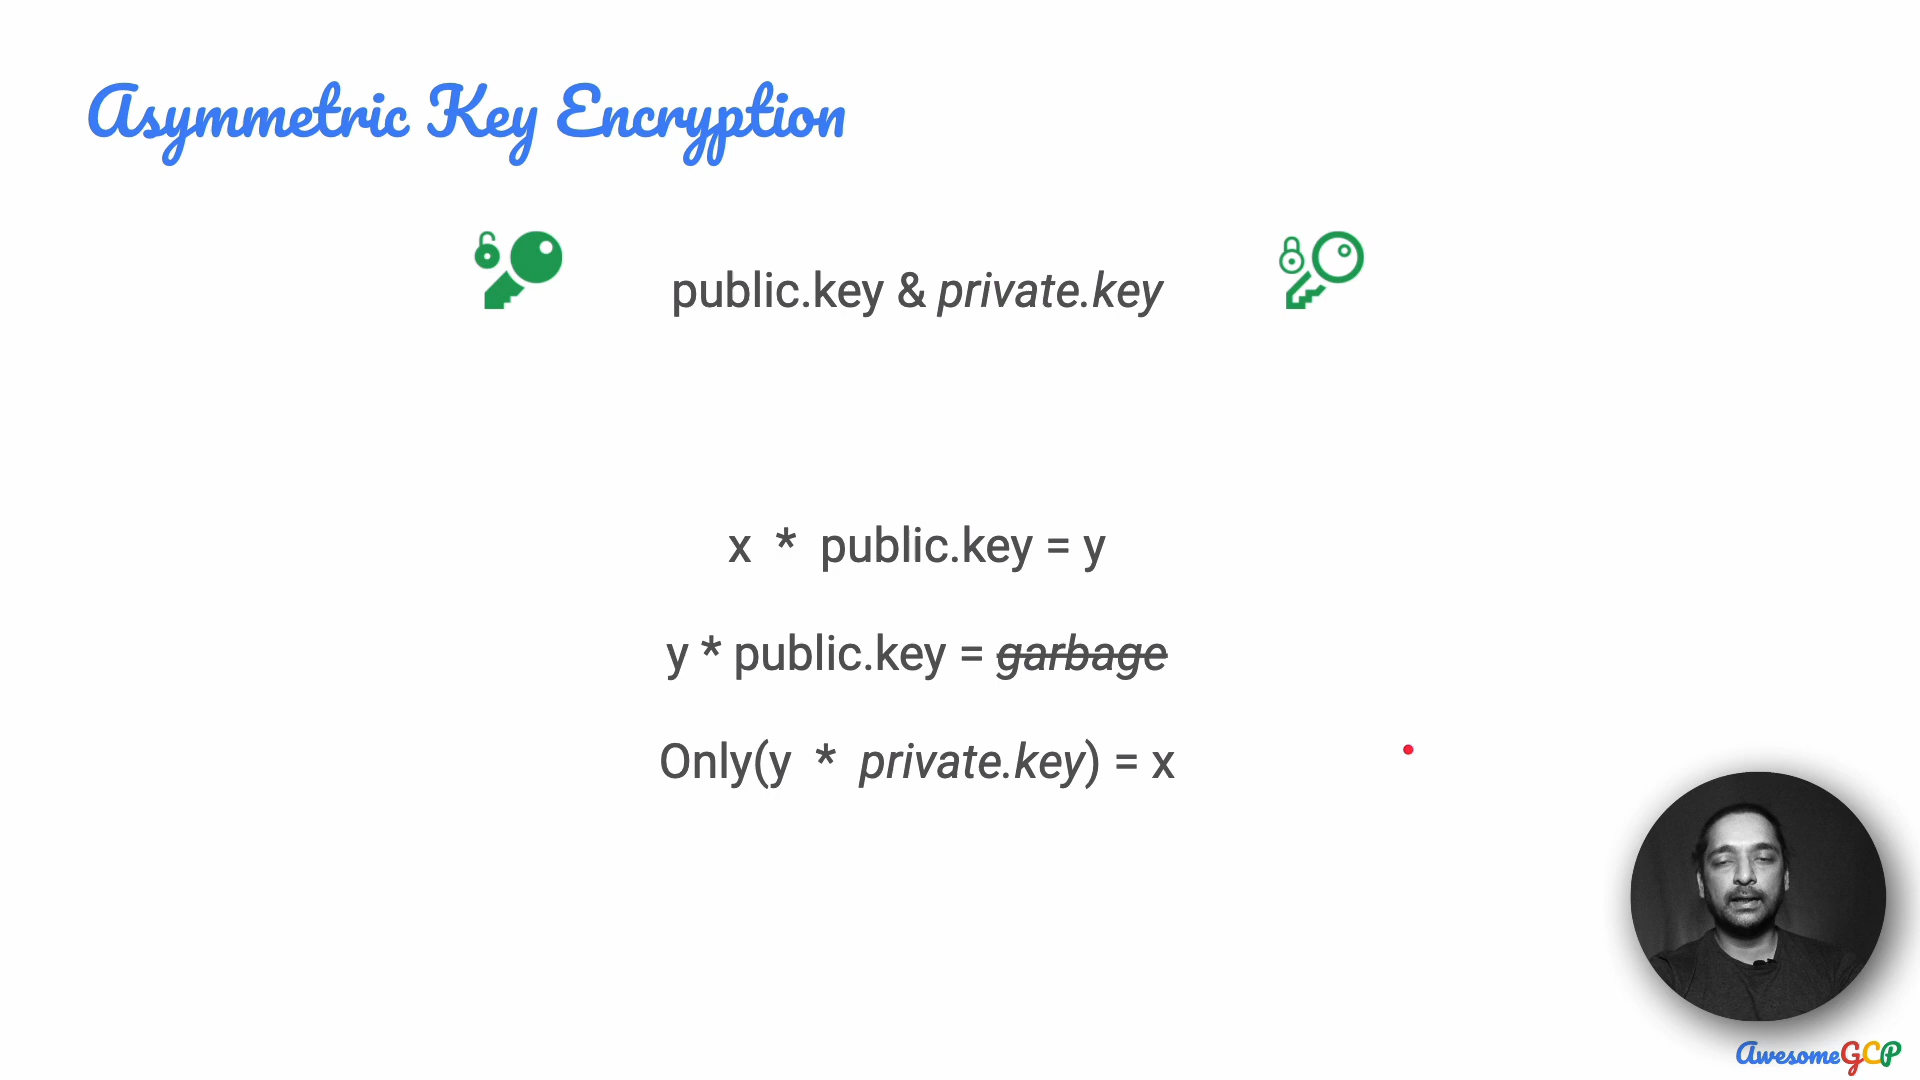 Asymmetric Key Encryption
public.key & private.key
x * public.key = y
y * public.key = garbage
Only(y * private.key) = x
AwesomeGCP